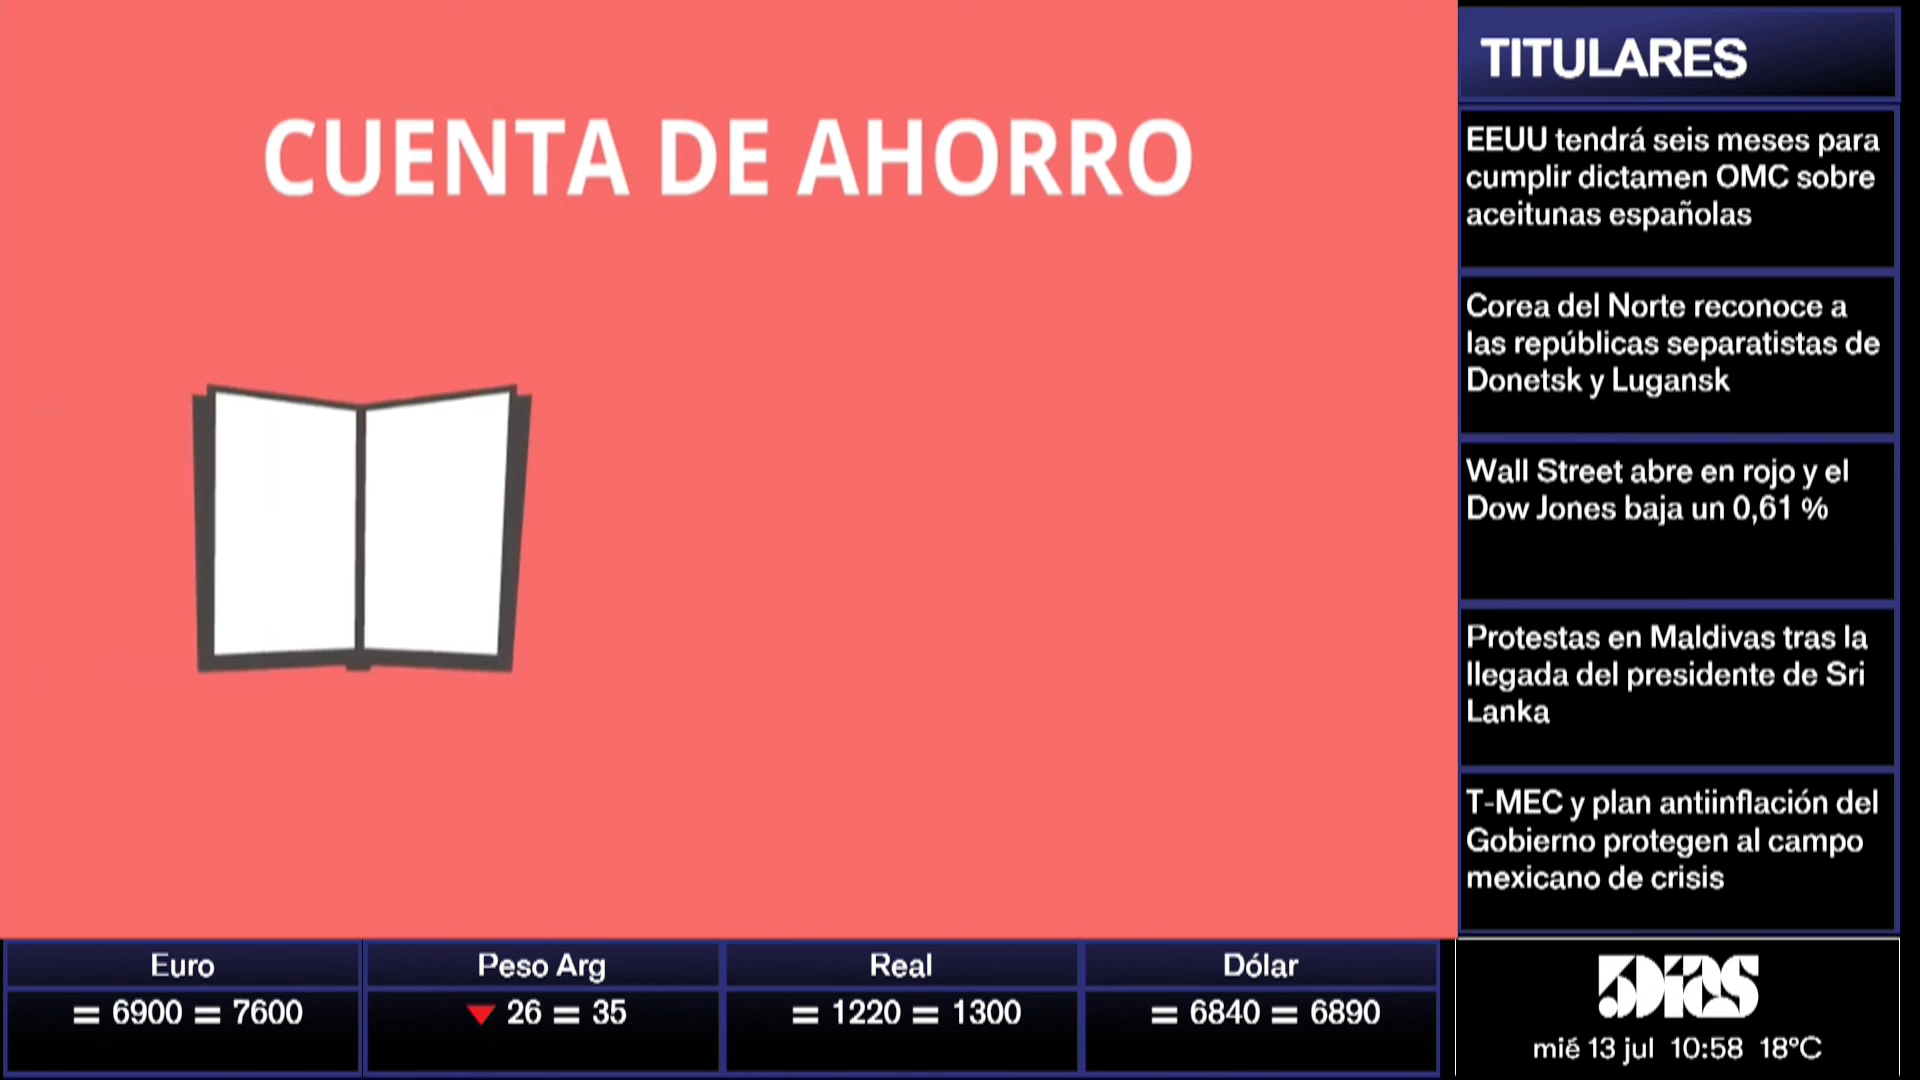 CUENTA DE AHORRO
TITULARES
EEUU tendrá seis meses para
cumplir dictamen OMC sobre
aceitunas españolas
Corea del Norte reconoce a
las repúblicas separatistas de
Donetsk y Lugansk
Wall Street abre en rojo y el
Dow Jones baja un 0,61 %
Protestas en Maldivas tras la
llegada del presidente de Sri
Lanka
T-MEC y plan antiinflación del
Gobierno protegen al campo
mexicano de crisis
Euro
= 6900 = 7600
Peso Arg
▼ 26 = 35
Real
= 1220 = 1300
Dólar
= 6840 = 6890
5Días
mié 13 jul 10:58 18°C